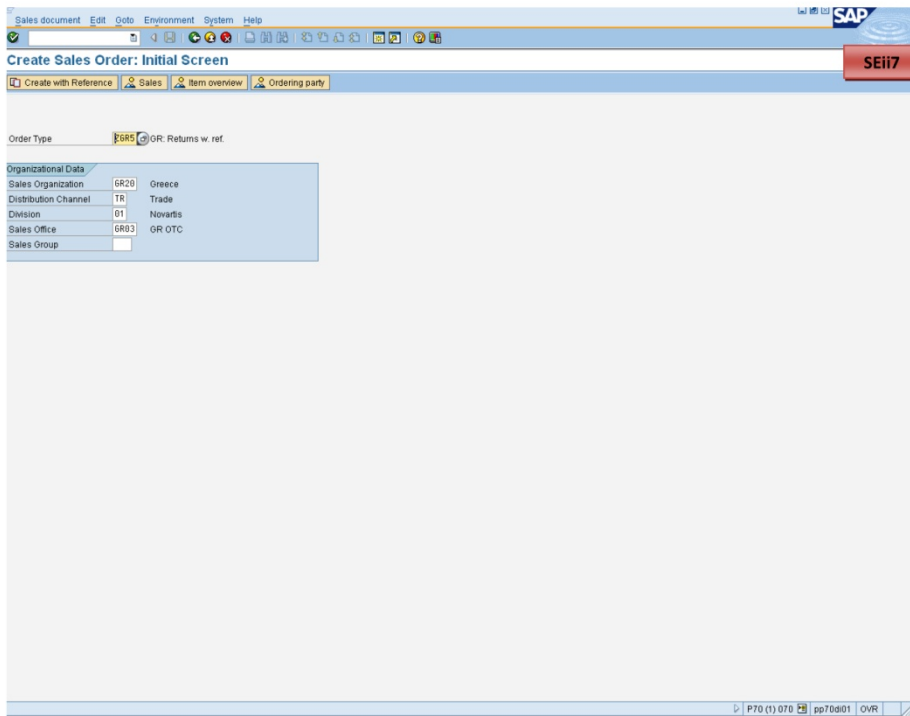 Sales document Edit Goto Environment System Help
SAP
Create Sales Order: Initial Screen
SEii7
Create with Reference Sales Item overview Ordering party
Order Type GR: Returns w. ref.
Organizational Data
Sales Organization GR20 Greece
Distribution Channel TR Trade
Division 01 Novartis
Sales Office GR03 GR OTC
Sales Group
P70 (1) 070 pp70di01 OVR